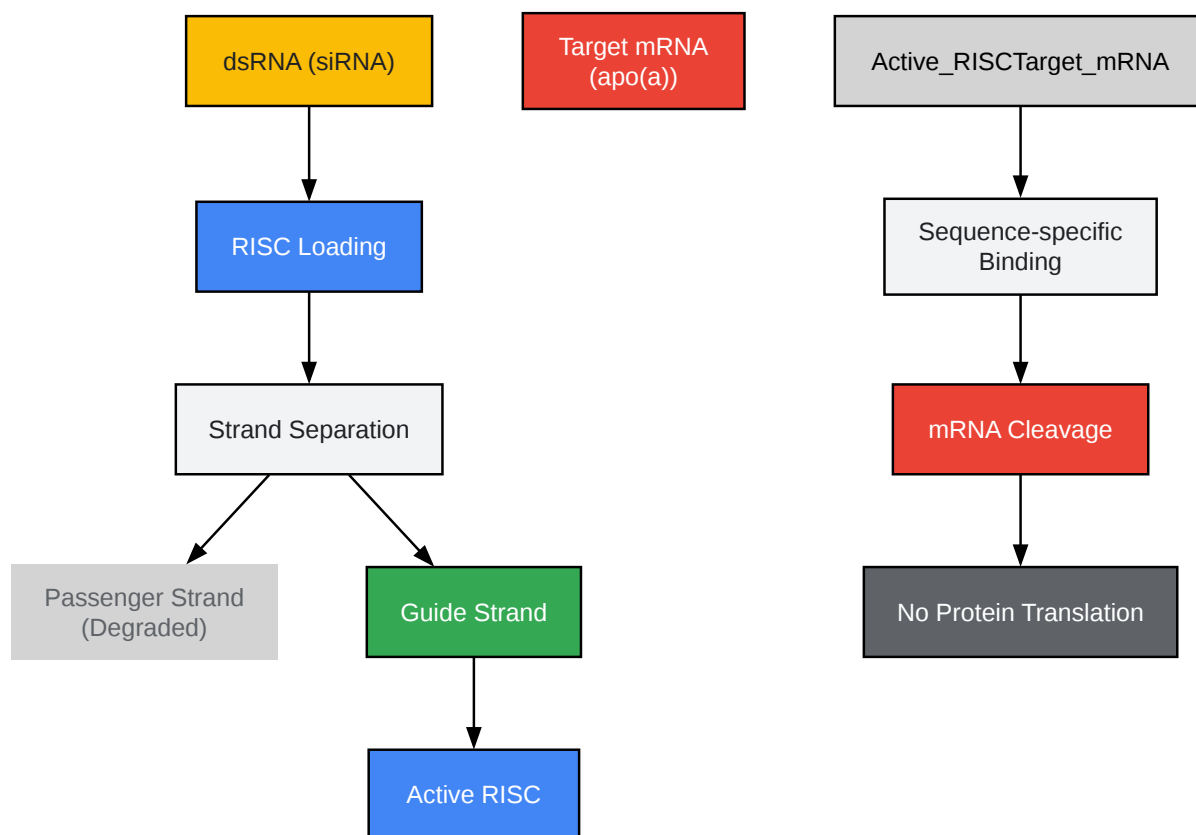 dsRNA (siRNA)
Target mRNA
(apo(a))
Active_RISCTarget_mRNA
RISC Loading
Sequence-specific
Binding
Strand Separation
mRNA Cleavage
Passenger Strand
(Degraded)
Guide Strand
No Protein Translation
Active RISC